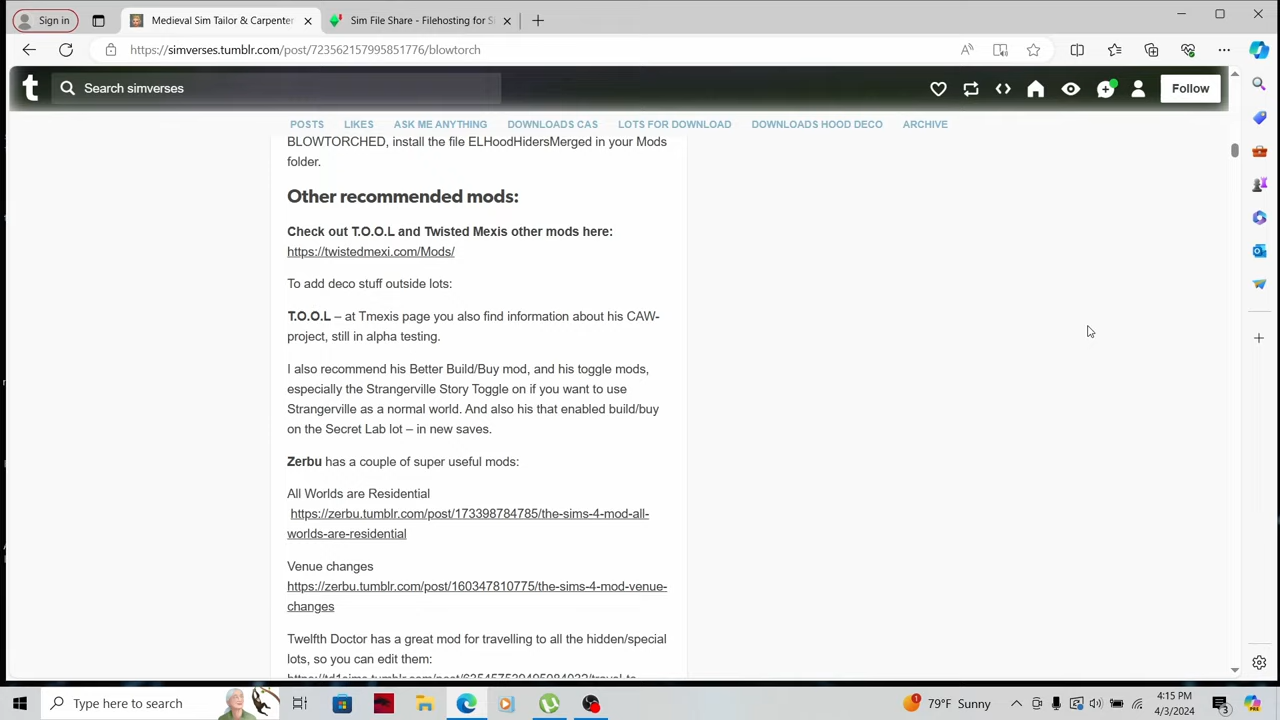 Sign in
Medieval Sim Tailor & Carpenter
Sim File Share - Filehosting for S
https://simverses.tumblr.com/post/723562157995851776/blowtorch
t
Search simverses
Follow
POSTS LIKES ASK ME ANYTHING DOWNLOADS CAS LOTS FOR DOWNLOAD DOWNLOADS HOOD DECO ARCHIVE
BLOWTORCHED, install the file ELHoodHidersMerged in your Mods
folder.
Other recommended mods:
Check out T.O.O.L and Twisted Mexis other mods here:
https://twistedmexi.com/Mods/
To add deco stuff outside lots:
T.O.O.L – at Tmexis page you also find information about his CAW-
project, still in alpha testing.
I also recommend his Better Build/Buy mod, and his toggle mods,
especially the Strangerville Story Toggle on if you want to use
Strangerville as a normal world. And also his that enabled build/buy
on the Secret Lab lot – in new saves.
Zerbu has a couple of super useful mods:
All Worlds are Residential
https://zerbu.tumblr.com/post/173398784785/the-sims-4-mod-all-
worlds-are-residential
Venue changes
https://zerbu.tumblr.com/post/160347810775/the-sims-4-mod-venue-
changes
Twelfth Doctor has a great mod for travelling to all the hidden/special
lots, so you can edit them:
Type here to search
1
79°F Sunny
4:15 PM
4/3/2024
3